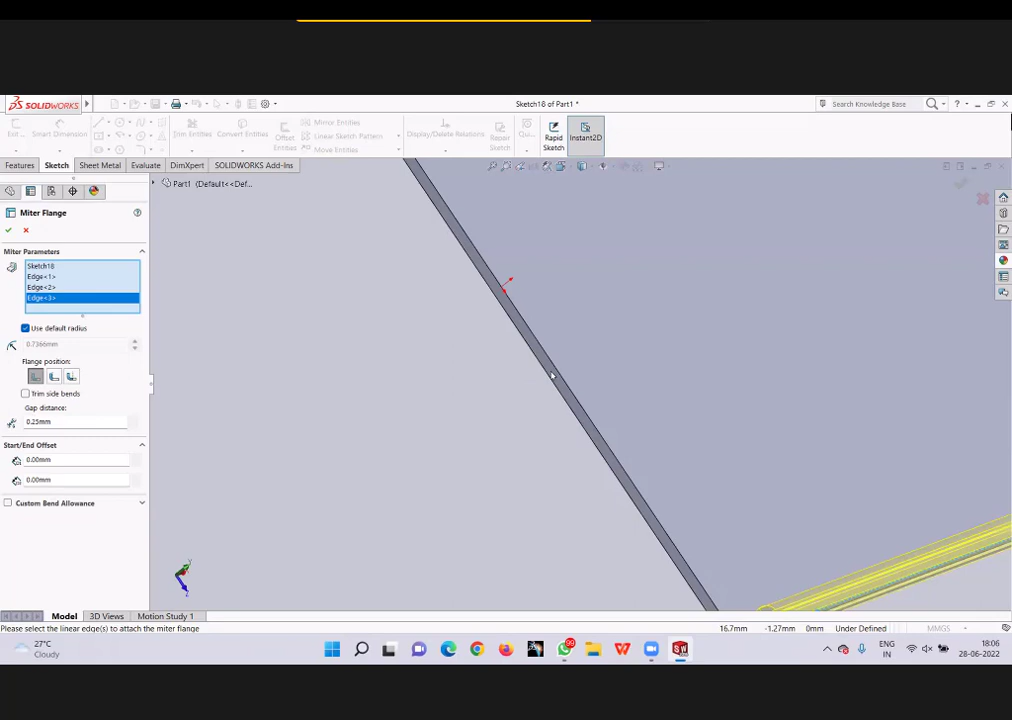 SOLIDWORKS
Sketch18 of Part1 *
Search Knowledge Base
Exit...
Smart Dimension
Trim Entities
Convert Entities
Offset Entities
Mirror Entities
Linear Sketch Pattern
Move Entities
Display/Delete Relations
Repair Sketch
Qui...
Rapid Sketch
Instant2D
Features
Sketch
Sheet Metal
Evaluate
DimXpert
SOLIDWORKS Add-Ins
Part1 (Default<<Def...
Miter Flange
Miter Parameters
Sketch18
Edge<1>
Edge<2>
Edge<3>
Use default radius
0.7366mm
Flange position:
Trim side bends
Gap distance:
0.25mm
Start/End Offset
0.00mm
0.00mm
Custom Bend Allowance
Model
3D Views
Motion Study 1
Please select the linear edge(s) to attach the miter flange
16.7mm
-1.27mm
0mm
Under Defined
MMGS
27°C
Cloudy
99
SW
ENG
IN
18:06
28-06-2022